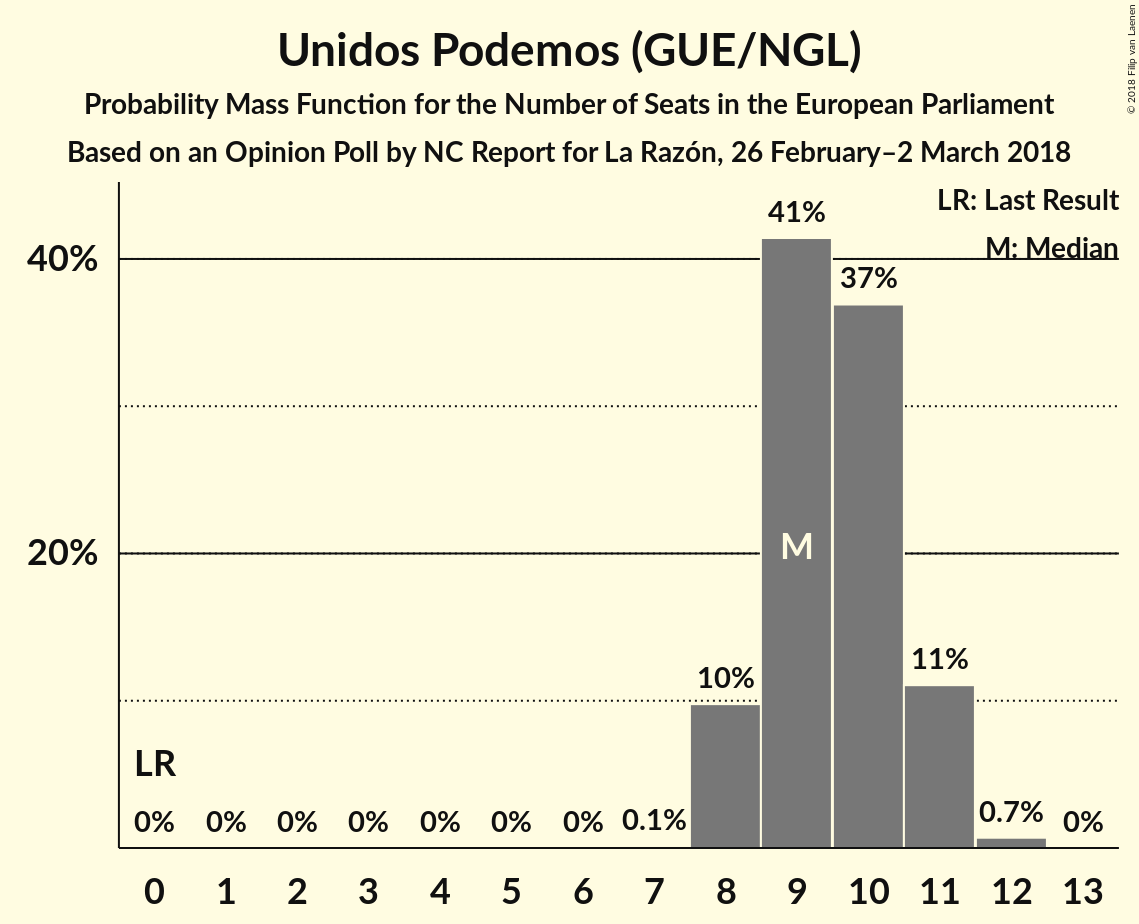 Unidos Podemos (GUE/NGL)
Probability Mass Function for the Number of Seats in the European Parliament
Based on an Opinion Poll by NC Report for La Razón, 26 February–2 March 2018
© 2018 Filip van Laenen
LR: Last Result
M: Median
40%
20%
41%
37%
M
10%
11%
LR
0% 0% 0% 0% 0% 0% 0% 0.1% 0.7% 0%
0 1 2 3 4 5 6 7 8 9 10 11 12 13